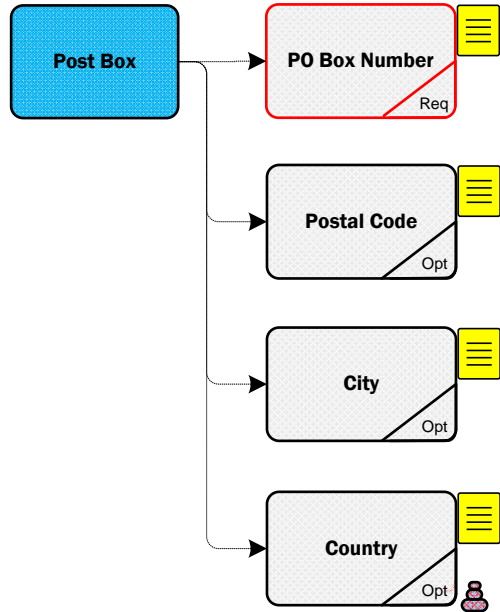 Post Box
PO Box Number
Req
Postal Code
Opt
City
Opt
Country
Opt